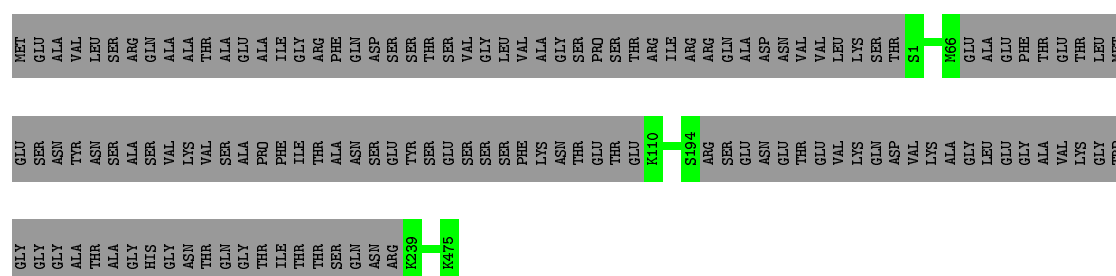 MET GLU ALA VAL LEU SER ARG GLN ALA ALA THR ALA GLU ALA ILE GLY ARG PHE GLN ASP SER SER THR SER VAL GLY LEU VAL ALA GLY SER PRO SER THR ARG ILE ARG ARG GLN ALA ASP ASN VAL VAL LEU LYS SER THR S1 M66 GLU ALA GLU PHE THR GLU THR LEU
GLU SER ASN TYR ASN SER ALA SER VAL LYS VAL SER ALA PRO PHE ILE THR ALA ASN SER GLU TYR SER GLU SER SER SER PHE LYS ASN THR GLU THR GLU K110 S194 ARG SER GLU ASN GLU THR GLU VAL LYS GLN ASP VAL LYS ALA GLY LEU GLU GLY ALA VAL LYS GLY
GLY GLY GLY ALA THR ALA GLY HIS GLY ASN THR GLN GLY THR ILE THR THR SER GLN ASN ARG K239 K475